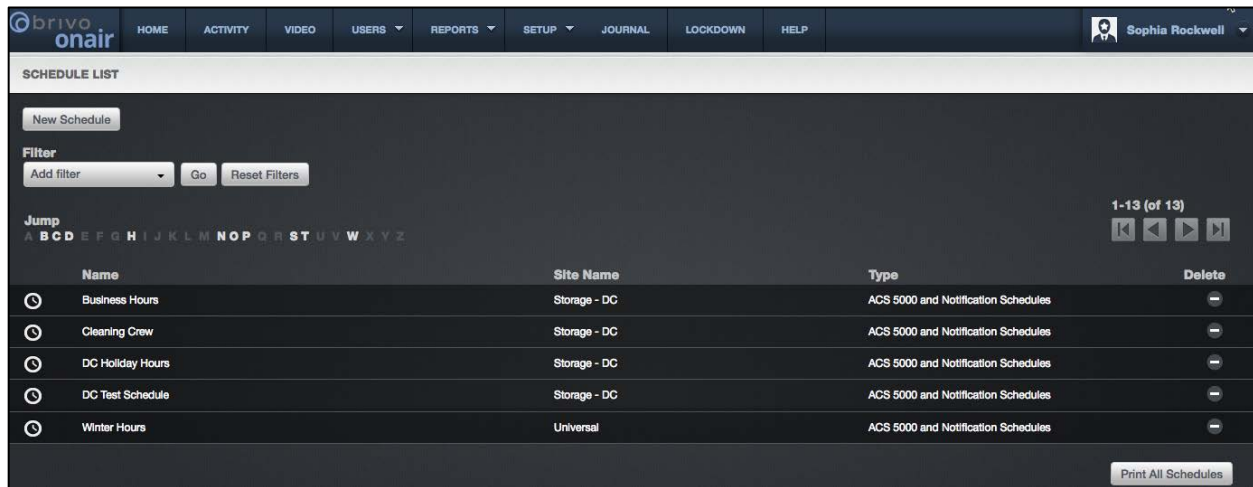 brivo onair HOME ACTIVITY VIDEO USERS REPORTS SETUP JOURNAL LOCKDOWN HELP Sophia Rockwell
SCHEDULE LIST
New Schedule
Filter
Add filter Go Reset Filters
1-13 (of 13)
Jump
A B C D E F G H I J K L M N O P Q R S T U V W X Y Z
Name Site Name Type Delete
Business Hours Storage - DC ACS 5000 and Notification Schedules
Cleaning Crew Storage - DC ACS 5000 and Notification Schedules
DC Holiday Hours Storage - DC ACS 5000 and Notification Schedules
DC Test Schedule Storage - DC ACS 5000 and Notification Schedules
Winter Hours Universal ACS 5000 and Notification Schedules
Print All Schedules